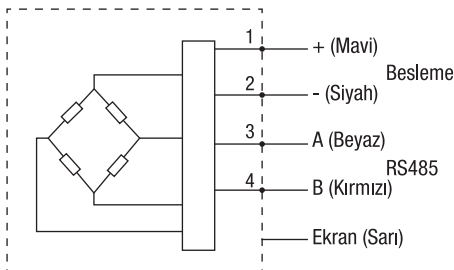 1 + (Mavi)
Besleme
2 - (Siyah)
3 A (Beyaz)
RS485
4 B (Kırmızı)
Ekran (Sarı)